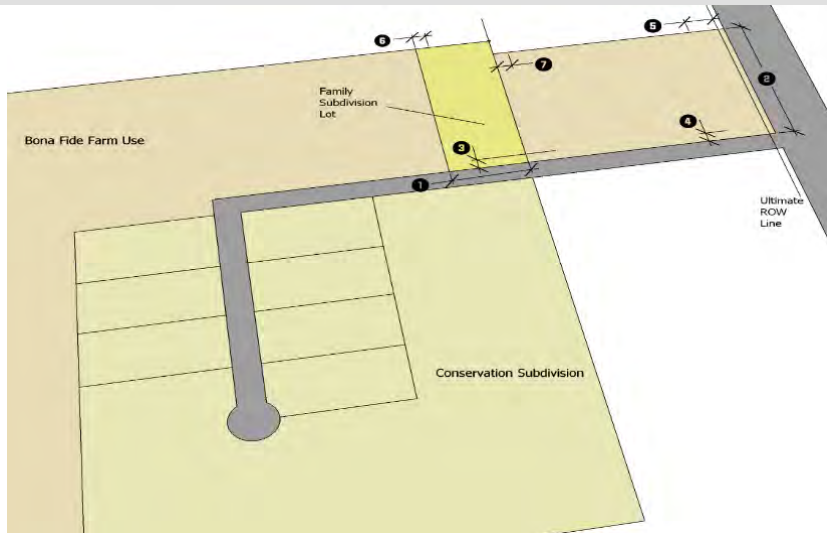 6
5
7
2
Family
Subdivision
Lot
4
Bona Fide Farm Use
3
1
Ultimate
ROW
Line
Conservation Subdivision